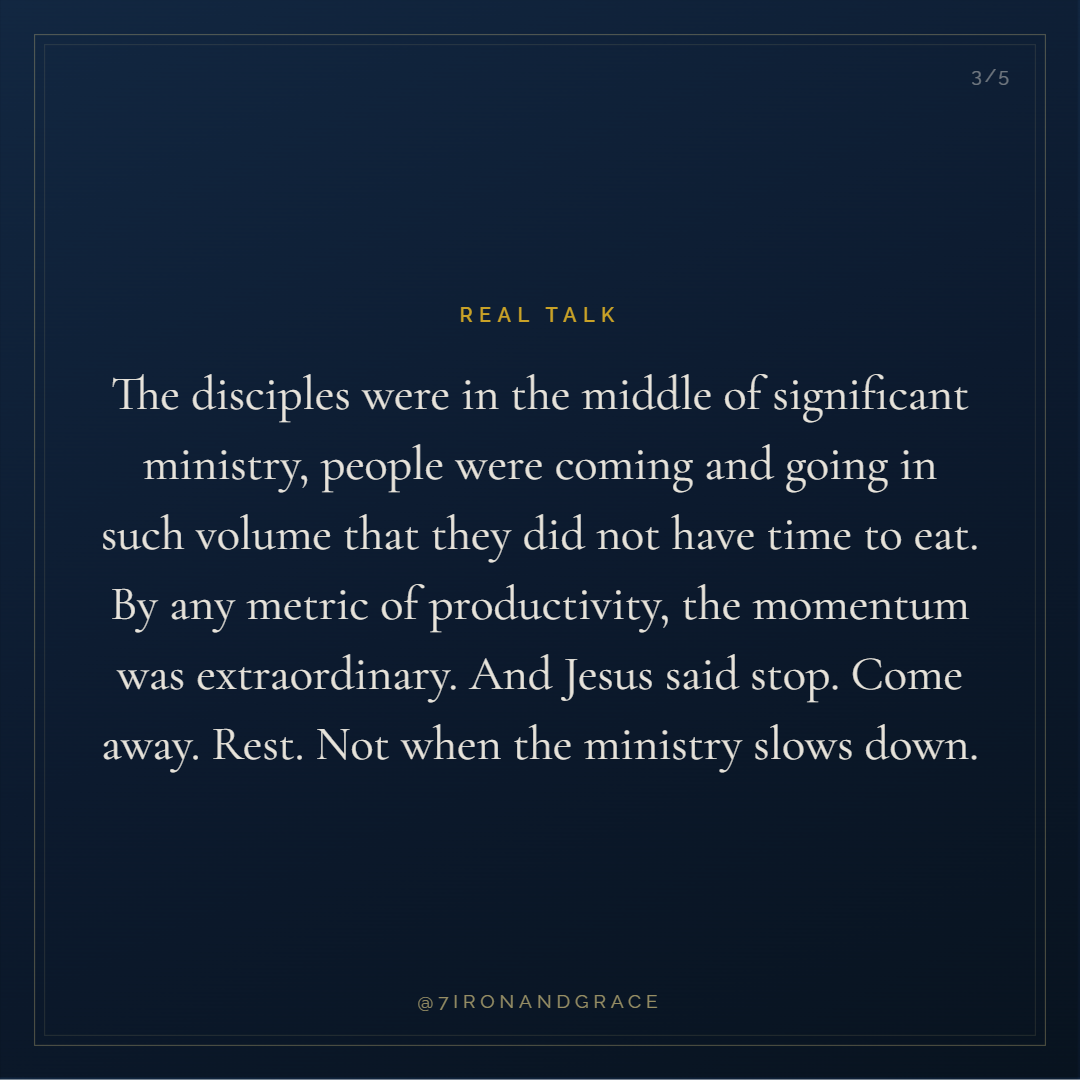 3/5
REAL TALK
The disciples were in the middle of significant
ministry, people were coming and going in
such volume that they did not have time to eat.
By any metric of productivity, the momentum
was extraordinary. And Jesus said stop. Come
away. Rest. Not when the ministry slows down.
@7IRONANDGRACE